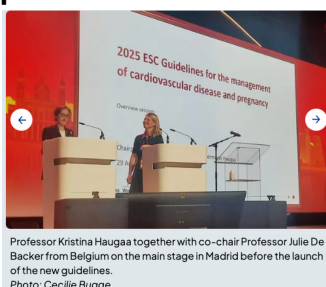 2025 ESC Guidelines for the management
of cardiovascular disease and pregnancy
Overview session
Professor Kristina Haugaa together with co-chair Professor Julie De
Backer from Belgium on the main stage in Madrid before the launch
of the new guidelines.
Photo: Cecilie Bugge